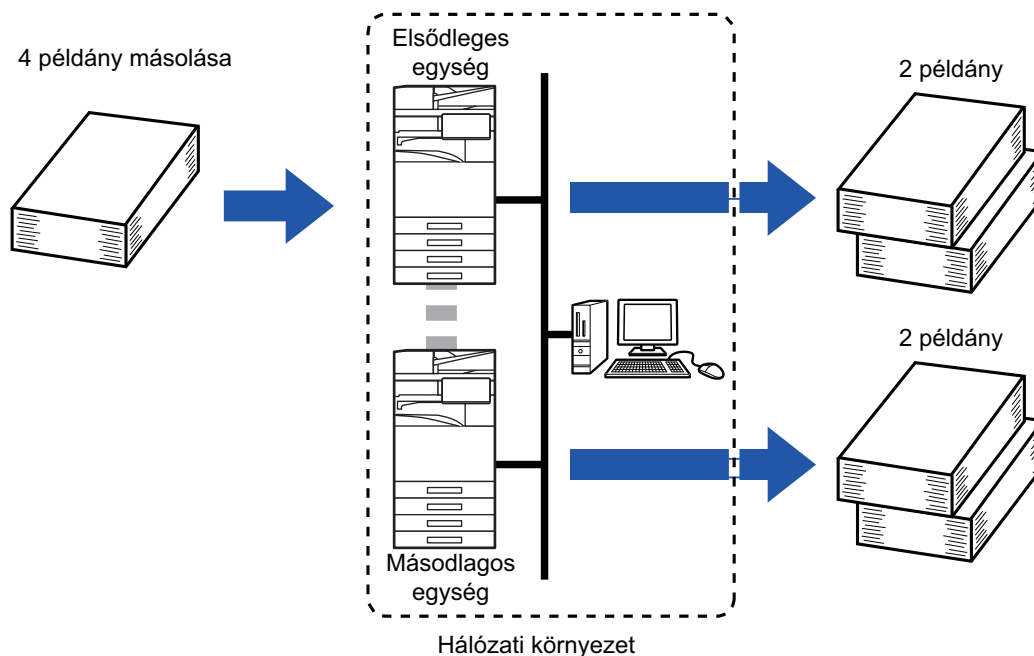 4 példány másolása
Elsődleges
egység
2 példány
2 példány
Másodlagos
egység
Hálózati környezet